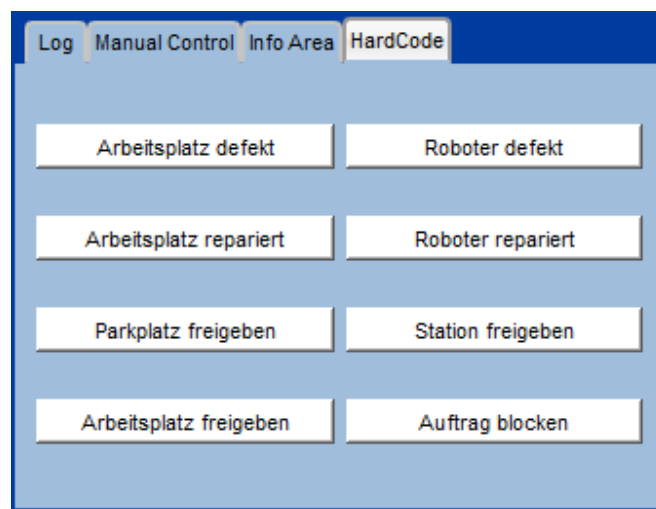 Log Manual Control Info Area HardCode
Arbeitsplatz defekt Roboter defekt
Arbeitsplatz repariert Roboter repariert
Parkplatz freigeben Station freigeben
Arbeitsplatz freigeben Auftrag blocken